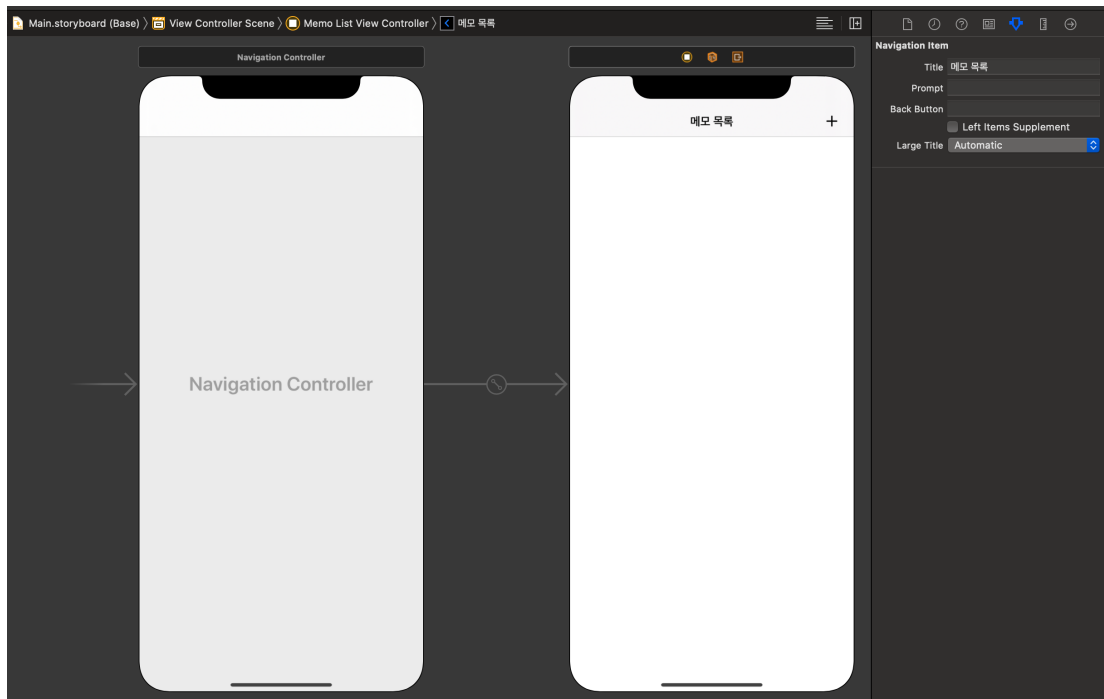 Main.storyboard (Base) 〉 View Controller Scene 〉 Memo List View Controller 〉 메모 목록
Navigation Controller
메모 목록 +
Navigation Controller
Navigation Item
Title 메모 목록
Prompt
Back Button
Left Items Supplement
Large Title Automatic